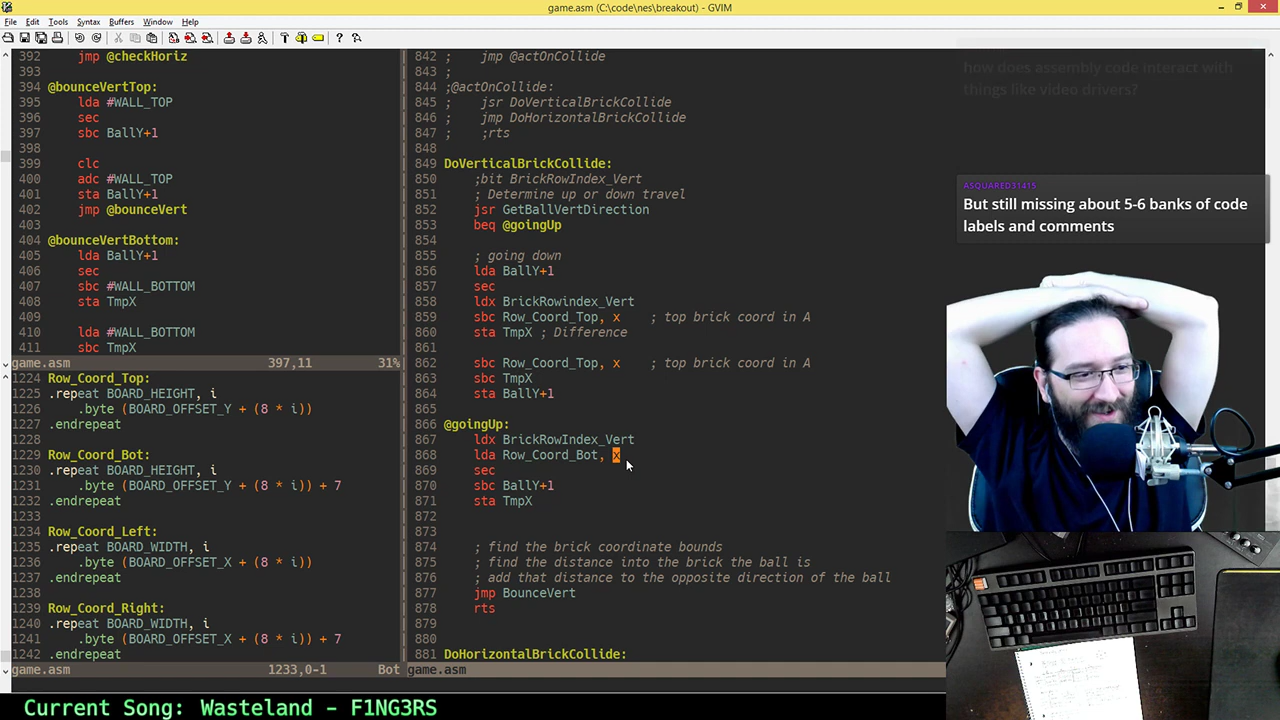 game.asm (C:\code\nes\breakout) - GVIM
File Edit Tools Syntax Buffers Window Help
392 jmp @checkHoriz
393
394 @bounceVertTop:
395 lda #WALL_TOP
396 sec
397 sbc BallY+1
398
399 clc
400 adc #WALL_TOP
401 sta BallY+1
402 jmp @bounceVert
403
404 @bounceVertBottom:
405 lda BallY+1
406 sec
407 sbc #WALL_BOTTOM
408 sta TmpX
409
410 lda #WALL_BOTTOM
411 sbc TmpX
game.asm 397,11 31%
1224 Row_Coord_Top:
1225 .repeat BOARD_HEIGHT, i
1226 .byte (BOARD_OFFSET_Y + (8 * i))
1227 .endrepeat
1228
1229 Row_Coord_Bot:
1230 .repeat BOARD_HEIGHT, i
1231 .byte (BOARD_OFFSET_Y + (8 * i)) + 7
1232 .endrepeat
1233
1234 Row_Coord_Left:
1235 .repeat BOARD_WIDTH, i
1236 .byte (BOARD_OFFSET_X + (8 * i))
1237 .endrepeat
1238
1239 Row_Coord_Right:
1240 .repeat BOARD_WIDTH, i
1241 .byte (BOARD_OFFSET_X + (8 * i)) + 7
1242 .endrepeat
game.asm 1233,0-1 Bot
842 ; jmp @actOnCollide
843 ;
844 ;@actOnCollide:
845 ; jsr DoVerticalBrickCollide
846 ; jmp DoHorizontalBrickCollide
847 ; ;rts
848
849 DoVerticalBrickCollide:
850 ;bit BrickRowIndex_Vert
851 ; Determine up or down travel
852 jsr GetBallVertDirection
853 beq @goingUp
854
855 ; going down
856 lda BallY+1
857 sec
858 ldx BrickRowindex_Vert
859 sbc Row_Coord_Top, x ; top brick coord in A
860 sta TmpX ; Difference
861
862 sbc Row_Coord_Top, x ; top brick coord in A
863 sbc TmpX
864 sta BallY+1
865
866 @goingUp:
867 ldx BrickRowIndex_Vert
868 lda Row_Coord_Bot, x
869 sec
870 sbc BallY+1
871 sta TmpX
872
873
874 ; find the brick coordinate bounds
875 ; find the distance into the brick the ball is
876 ; add that distance to the opposite direction of the ball
877 jmp BounceVert
878 rts
879
880
881 DoHorizontalBrickCollide:
game.asm
how does assembly code interact with
things like video drivers?
ASQUARED31415
But still missing about 5-6 banks of code
labels and comments
Current Song: Wasteland - F1NG3RS